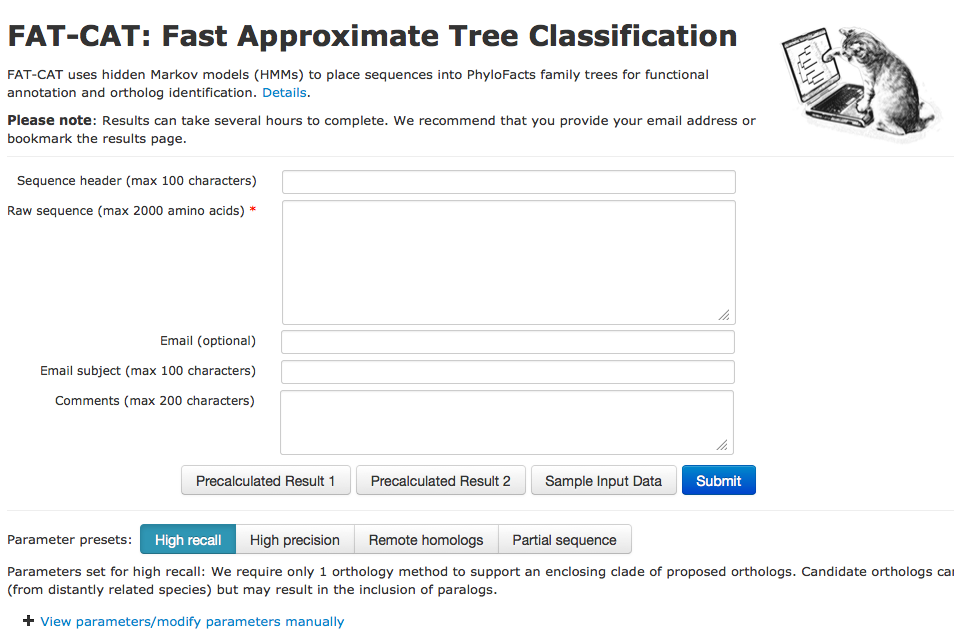 FAT-CAT: Fast Approximate Tree Classification
FAT-CAT uses hidden Markov models (HMMs) to place sequences into PhyloFacts family trees for functional
annotation and ortholog identification. Details.
Please note: Results can take several hours to complete. We recommend that you provide your email address or
bookmark the results page.
Sequence header (max 100 characters)
Raw sequence (max 2000 amino acids) *
Email (optional)
Email subject (max 100 characters)
Comments (max 200 characters)
Precalculated Result 1 Precalculated Result 2 Sample Input Data Submit
Parameter presets: High recall High precision Remote homologs Partial sequence
Parameters set for high recall: We require only 1 orthology method to support an enclosing clade of proposed orthologs. Candidate orthologs
(from distantly related species) but may result in the inclusion of paralogs.
+ View parameters/modify parameters manually